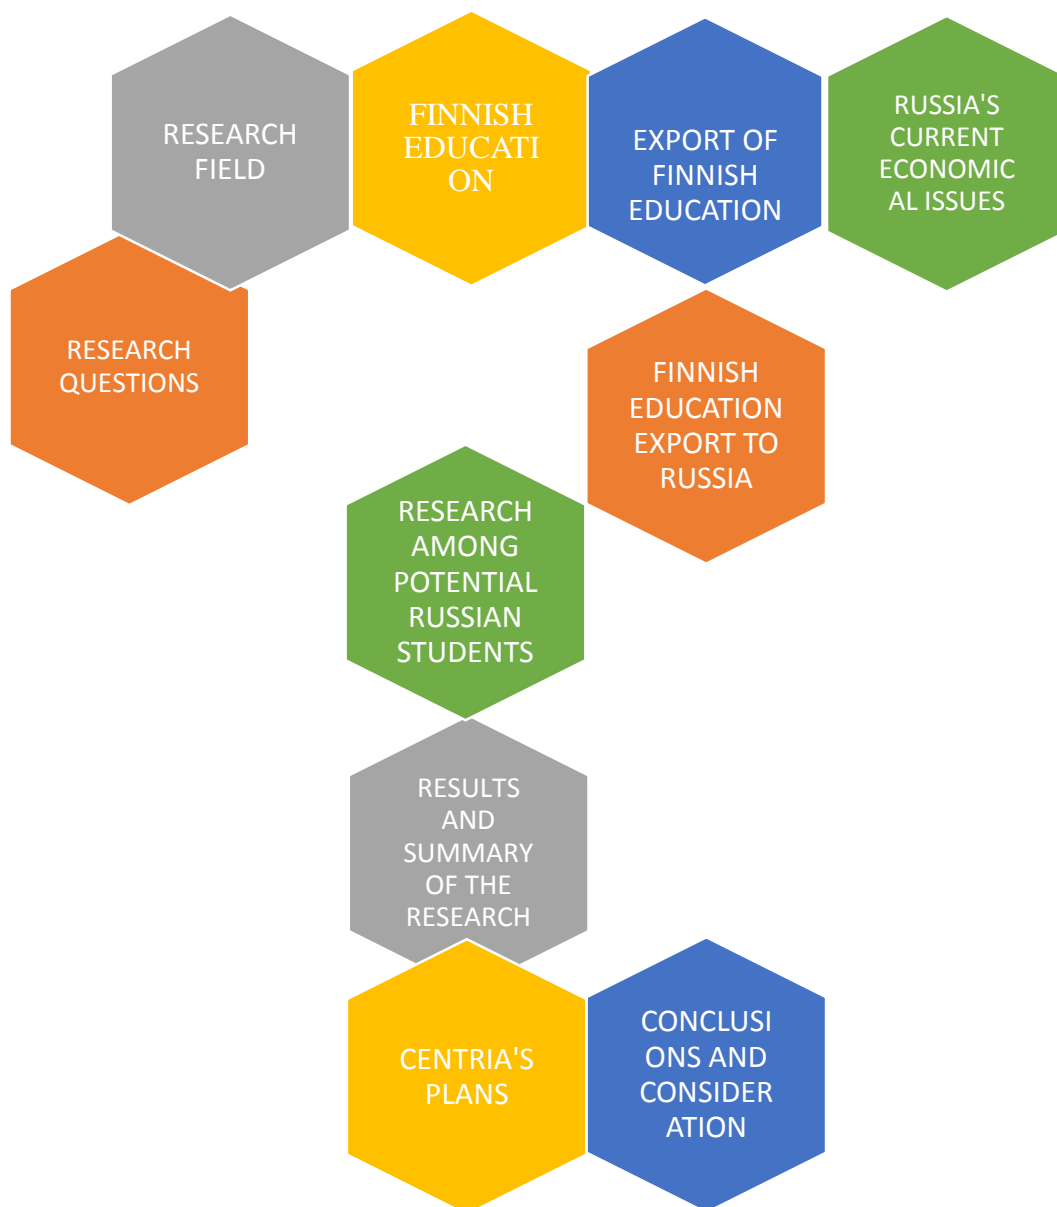 RESEARCH
FIELD
FINNISH
EDUCATI
ON
EXPORT OF
FINNISH
EDUCATION
RUSSIA'S
CURRENT
ECONOMIC
AL ISSUES
RESEARCH
QUESTIONS
FINNISH
EDUCATION
EXPORT TO
RUSSIA
RESEARCH
AMONG
POTENTIAL
RUSSIAN
STUDENTS
RESULTS
AND
SUMMARY
OF THE
RESEARCH
CENTRIA'S
PLANS
CONCLUSI
ONS AND
CONSIDER
ATION